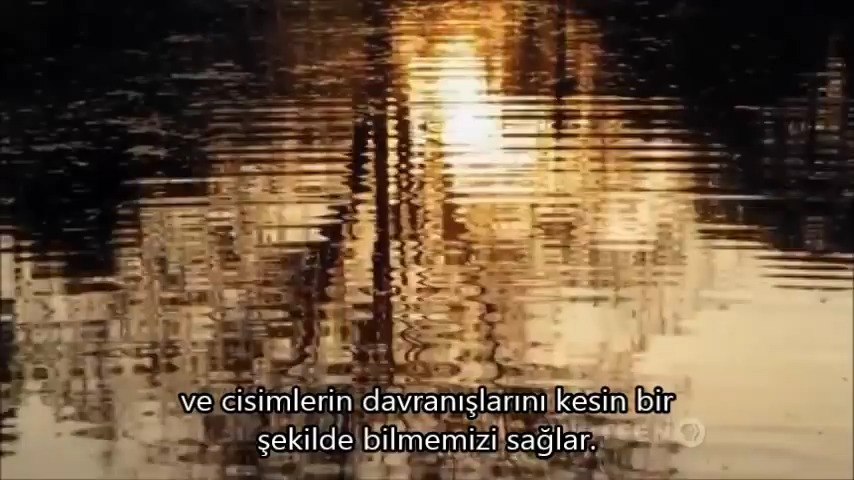 ve cisimlerin davranışlarını kesin bir
şekilde bilmemizi sağlar.